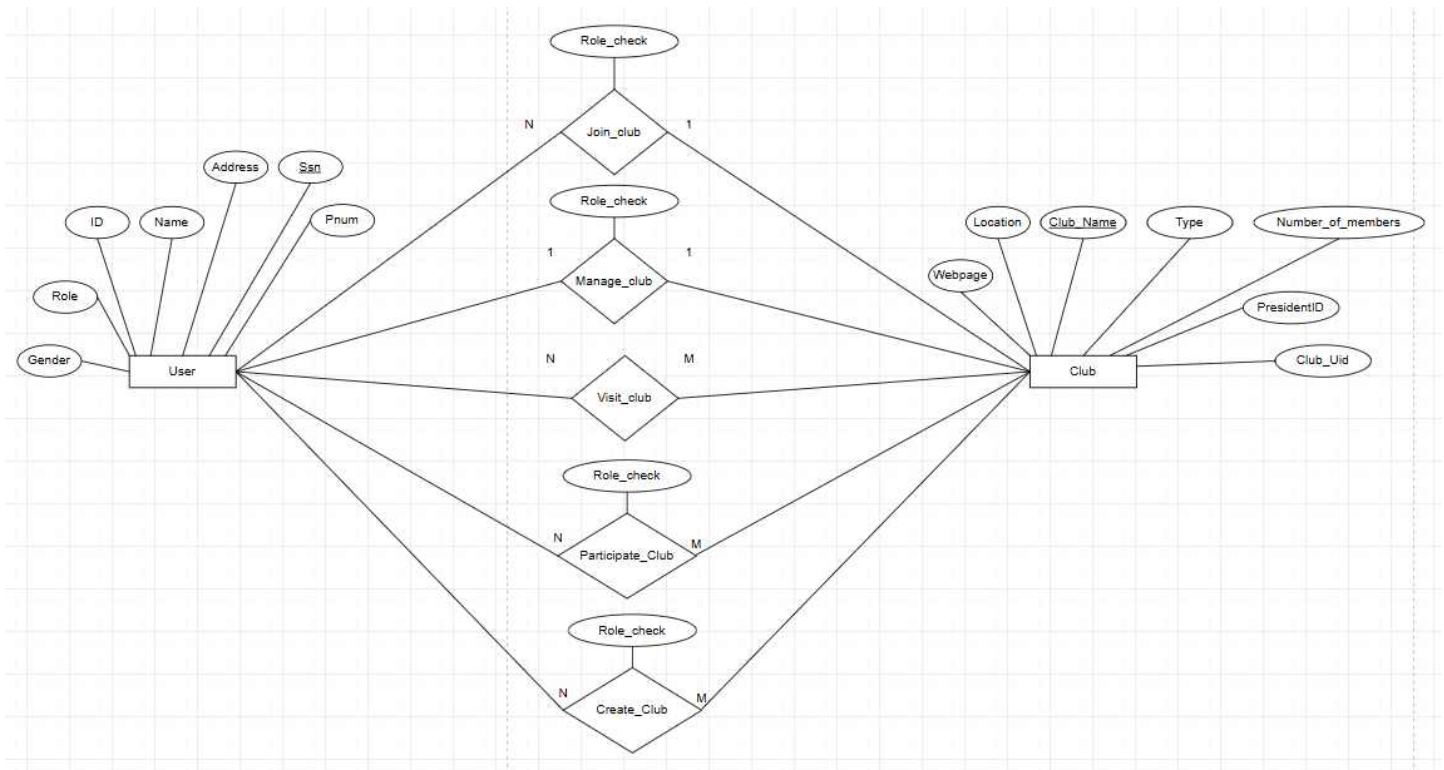 Role_check
N
1
Join_club
Address
Ssn
ID
Name
Pnum
Role
Gender
User
Role_check
1
1
Manage_club
N
M
Visit_club
Role_check
N
M
Participate_Club
Role_check
N
M
Create_Club
Location
Club_Name
Type
Number_of_members
Webpage
PresidentID
Club_Uid
Club